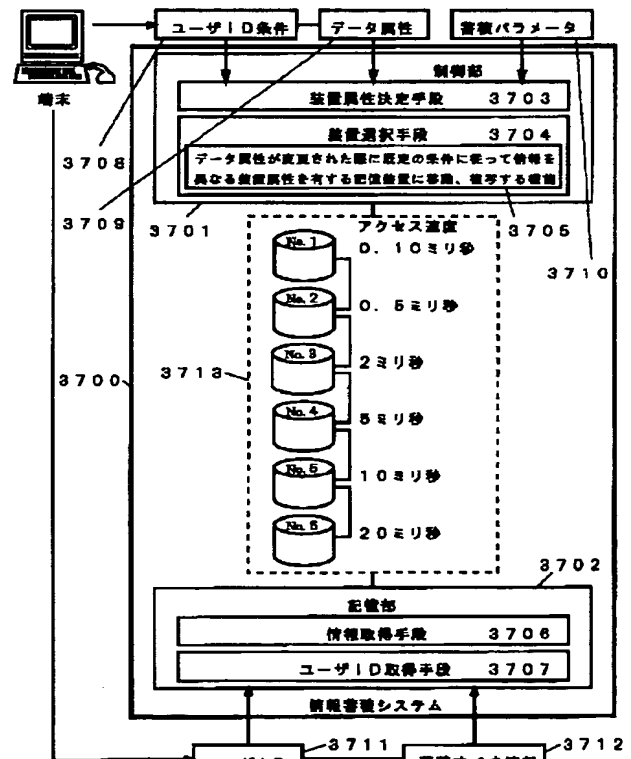 ユーザID条件
データ属性
蓄積パラメータ
端末
制御部
装置属性決定手段 3703
装置選択手段 3704
データ属性が変更された際に既定の条件に従って情報を
異なる装置属性を有する記憶装置に移動、複写する機能
3708
3709
3701
3705
3710
アクセス速度
No.1
0.10ミリ秒
No.2
0.5ミリ秒
No.3
2ミリ秒
3713
3700
No.4
5ミリ秒
No.5
10ミリ秒
No.6
20ミリ秒
3702
記憶部
情報取得手段 3706
ユーザID取得手段 3707
情報蓄積システム
3711
3712